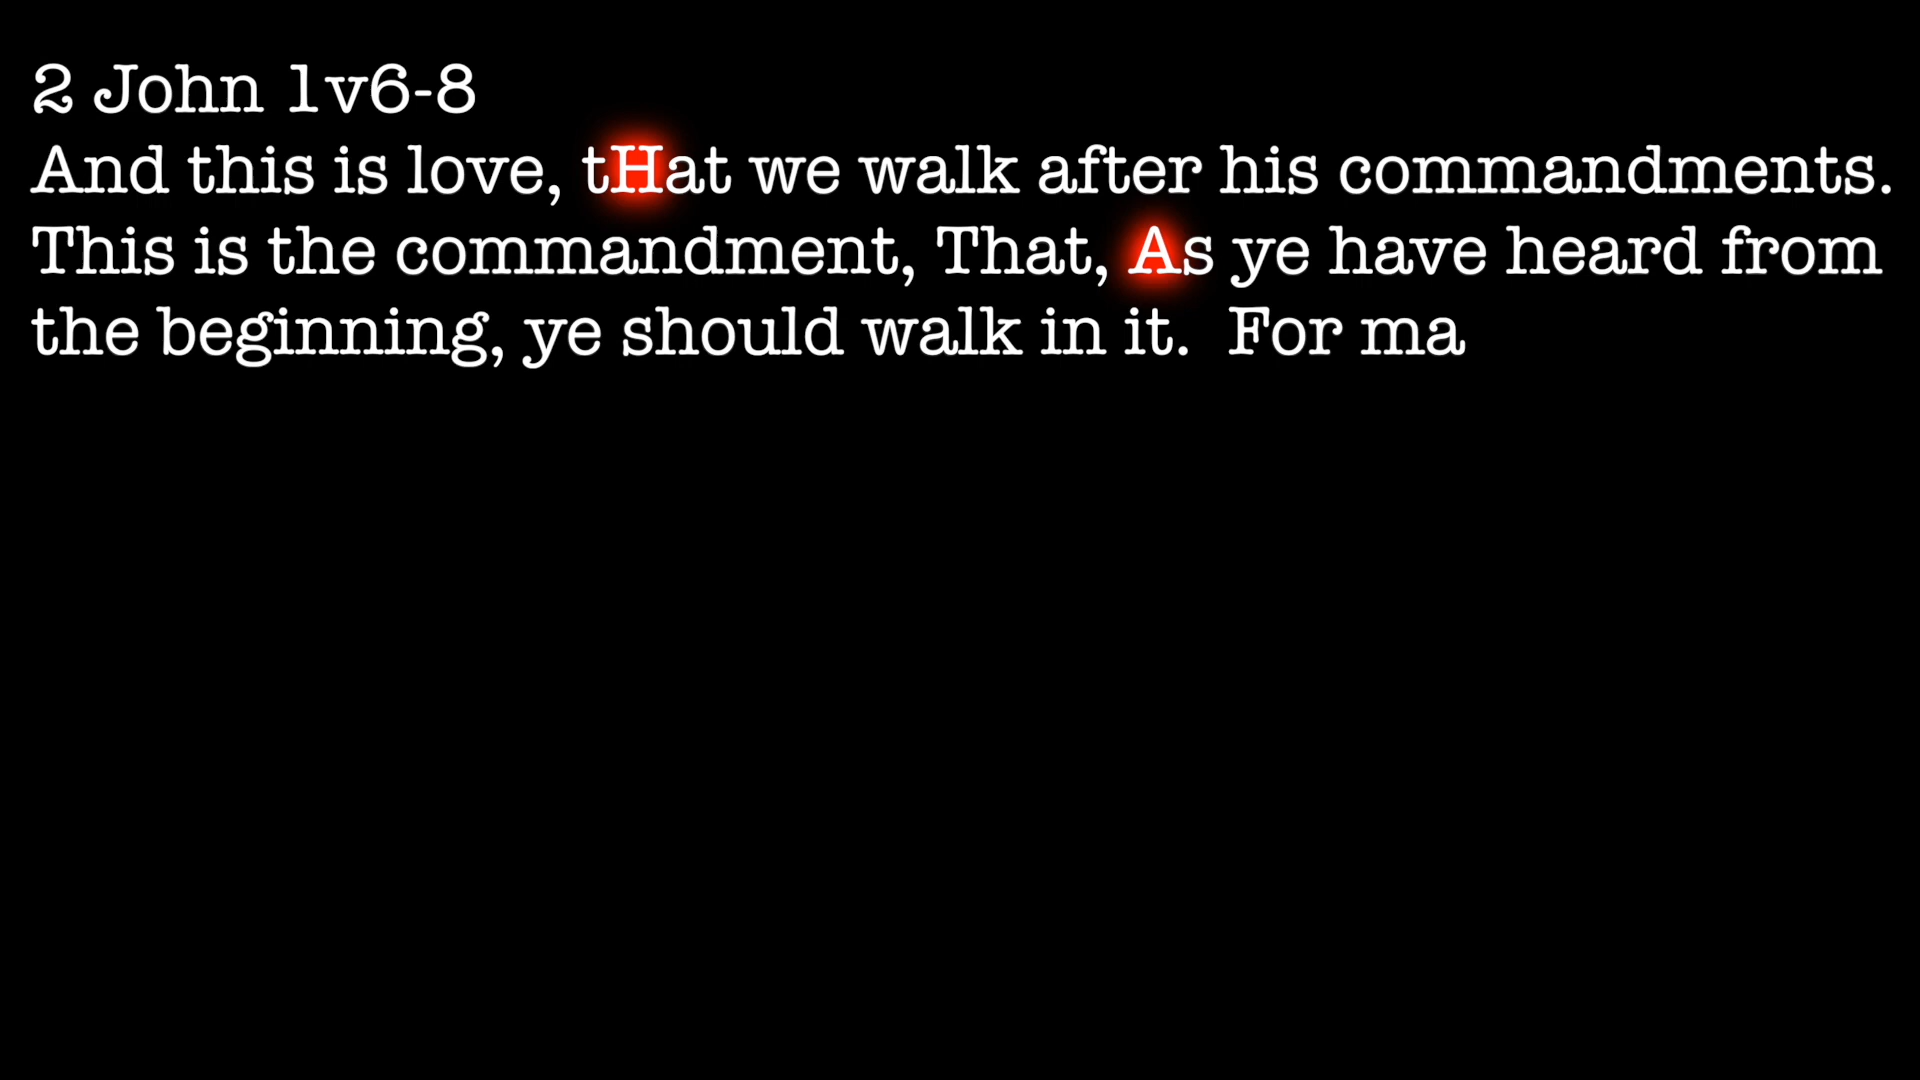 2 John 1v6-8
And this is love, tHat we walk after his commandments.
This is the commandment, That, As ye have heard from
the beginning, ye should walk in it.  For ma